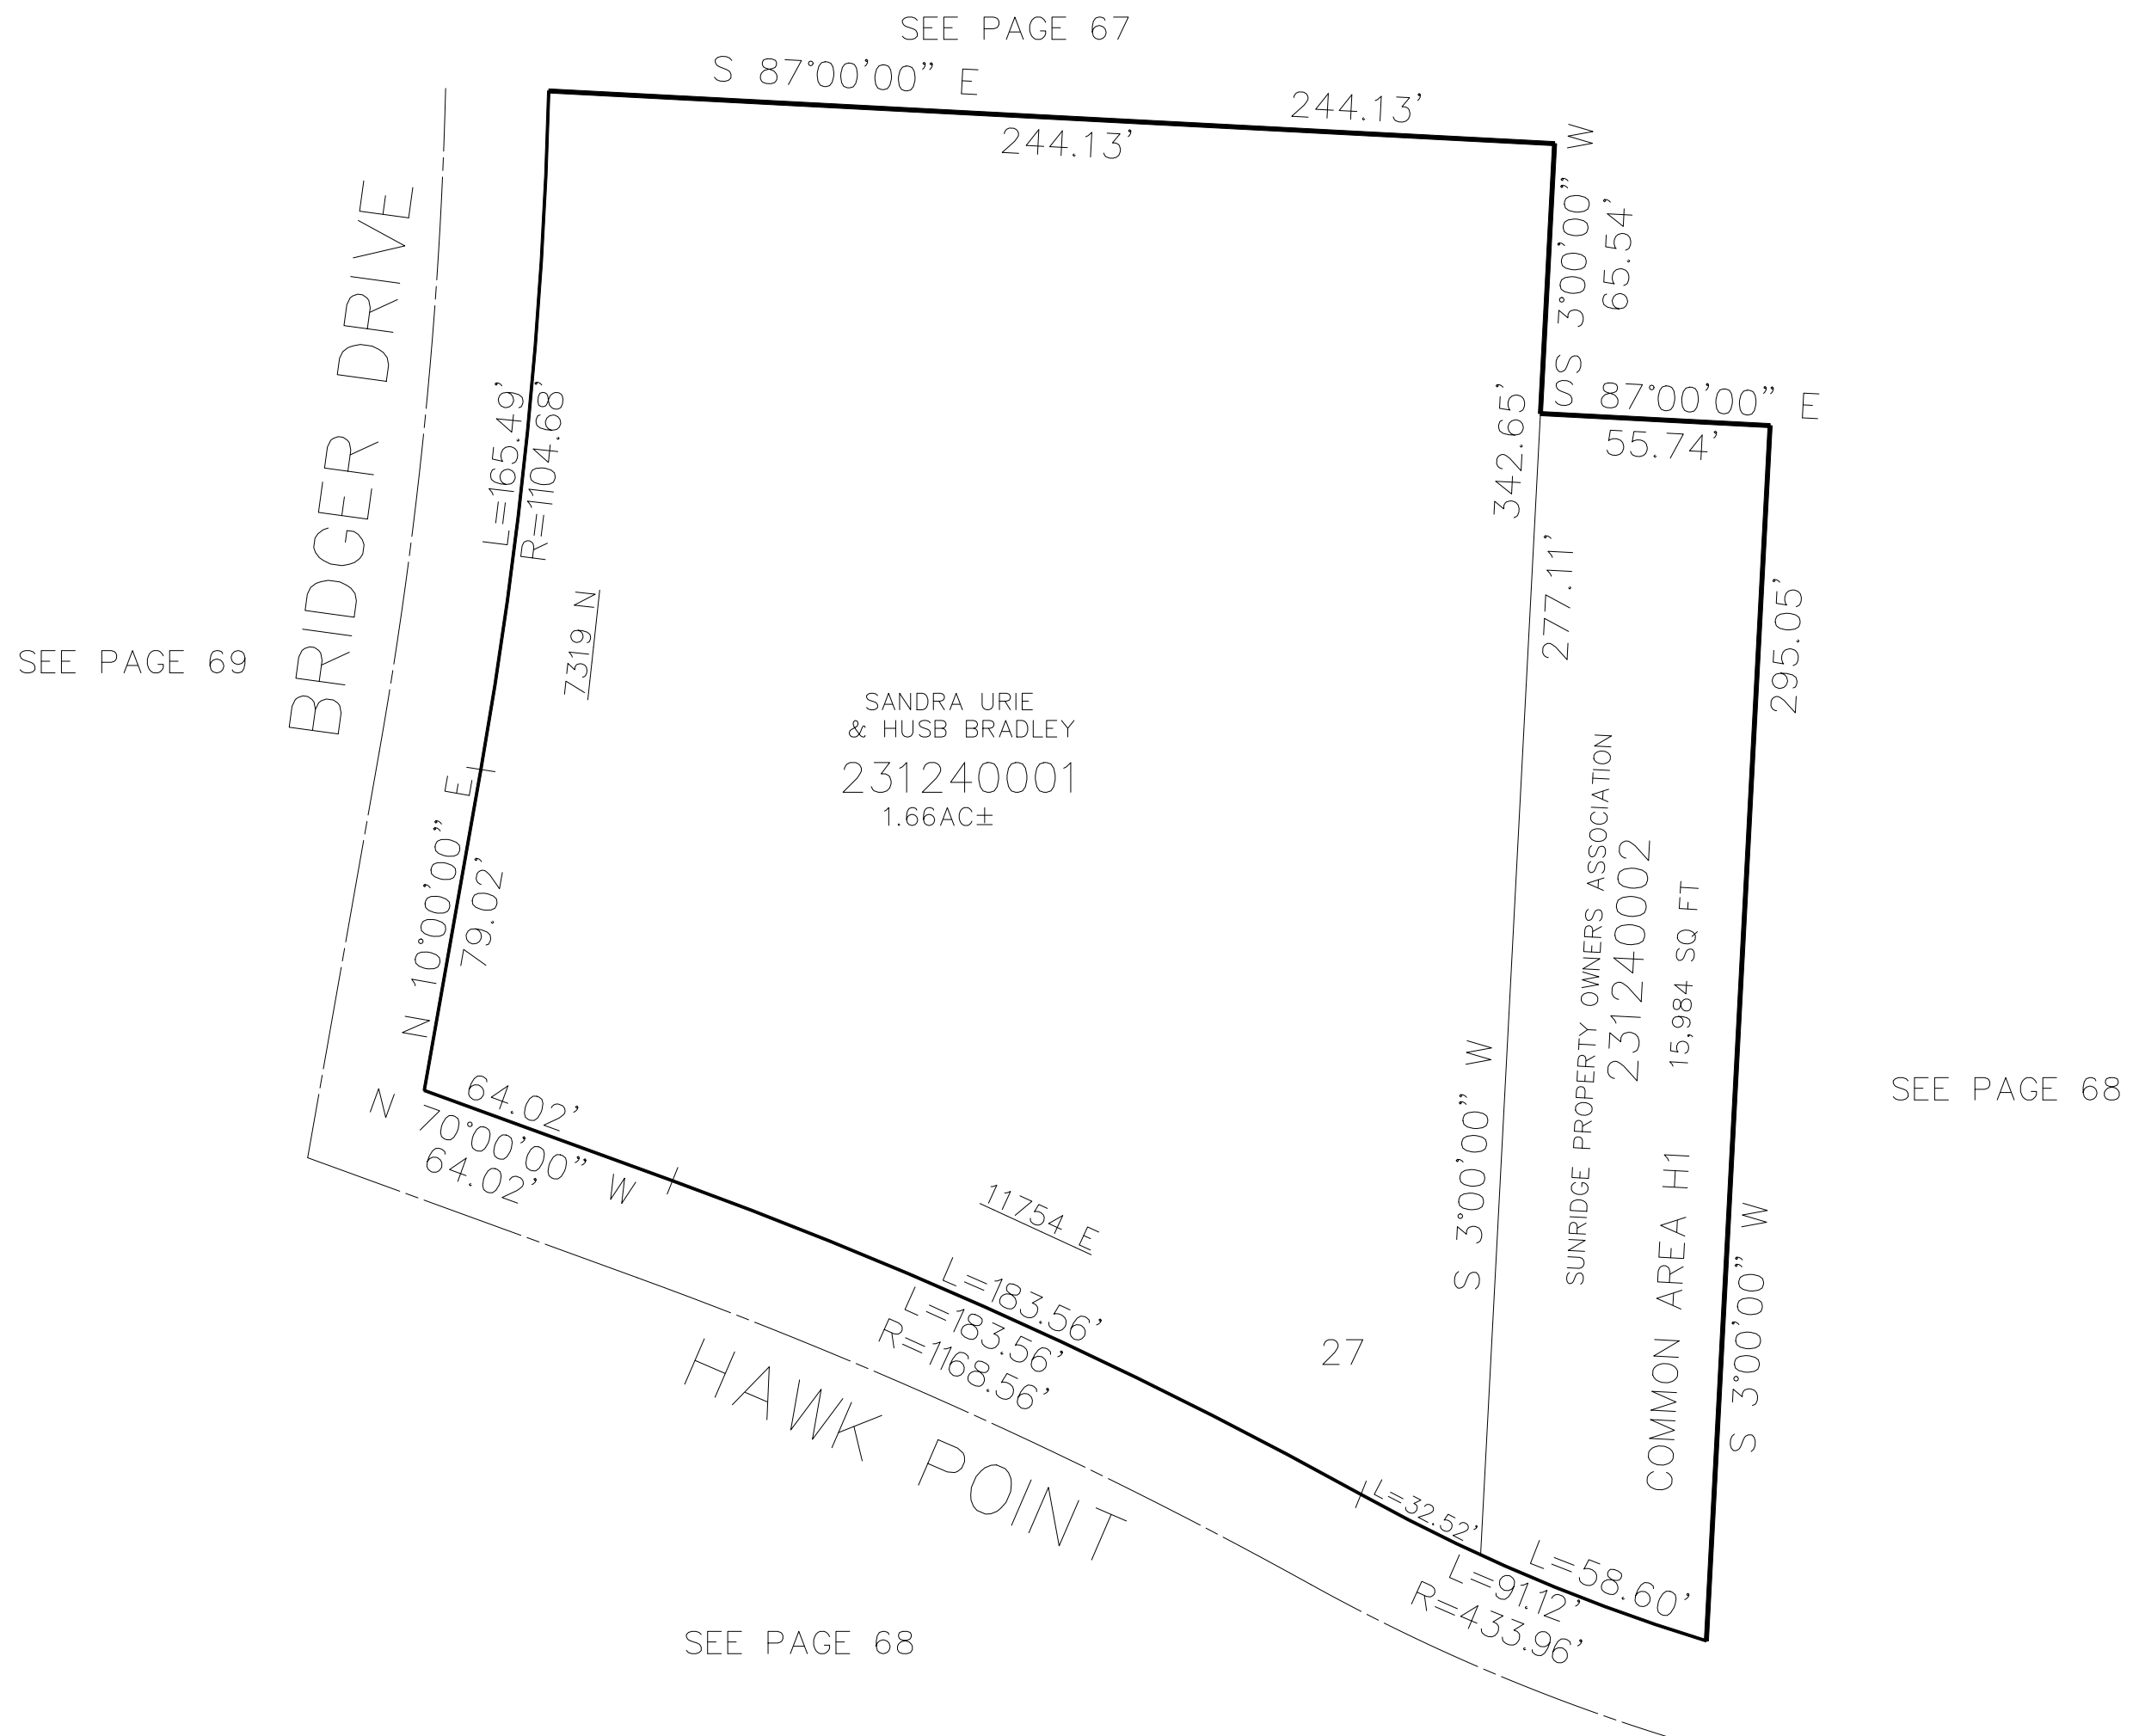 SEE PAGE 67
S 87°00'00" E
244.13'
244.13'
S 3°00'00" W
65.54'
S 87°00'00" E
55.74'
342.65'
277.11'
295.05'
BRIDGER DRIVE
L=165.49'
R=1104.68'
7319 N
SEE PAGE 69
SANDRA URIE
& HUSB BRADLEY
231240001
1.66AC±
N 10°00'00" E
79.02'
SUNRIDGE PROPERTY OWNERS ASSOCIATION
231240002
15,984 SQ FT
COMMON AREA H1
S 3°00'00" W
S 3°00'00" W
SEE PAGE 68
64.02'
N 70°00'00" W
64.02'
11754 E
L=183.56'
L=183.56'
R=1168.56'
27
HAWK POINT
L=32.52'
L=58.60'
L=91.12'
R=433.96'
SEE PAGE 68